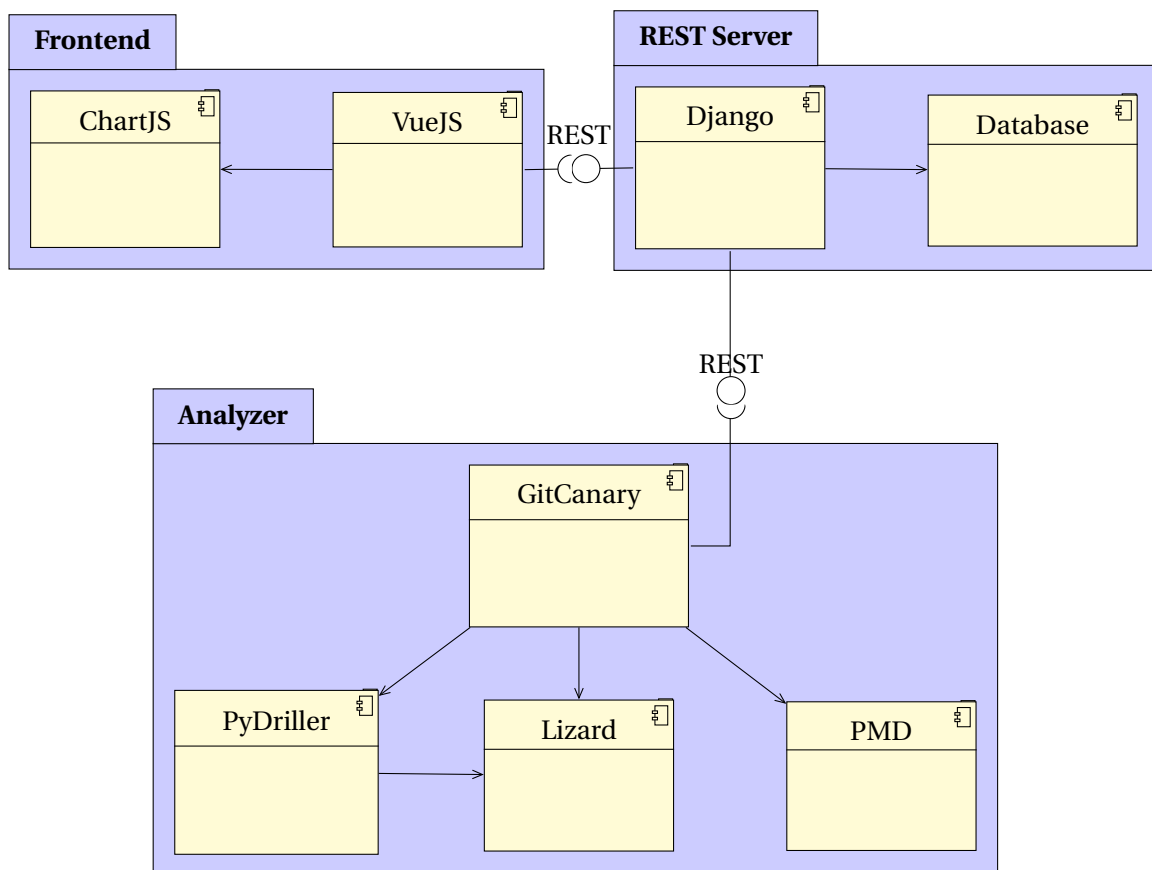 Frontend
REST Server
ChartJS
VueJS
REST
Django
Database
REST
Analyzer
GitCanary
PyDriller
Lizard
PMD